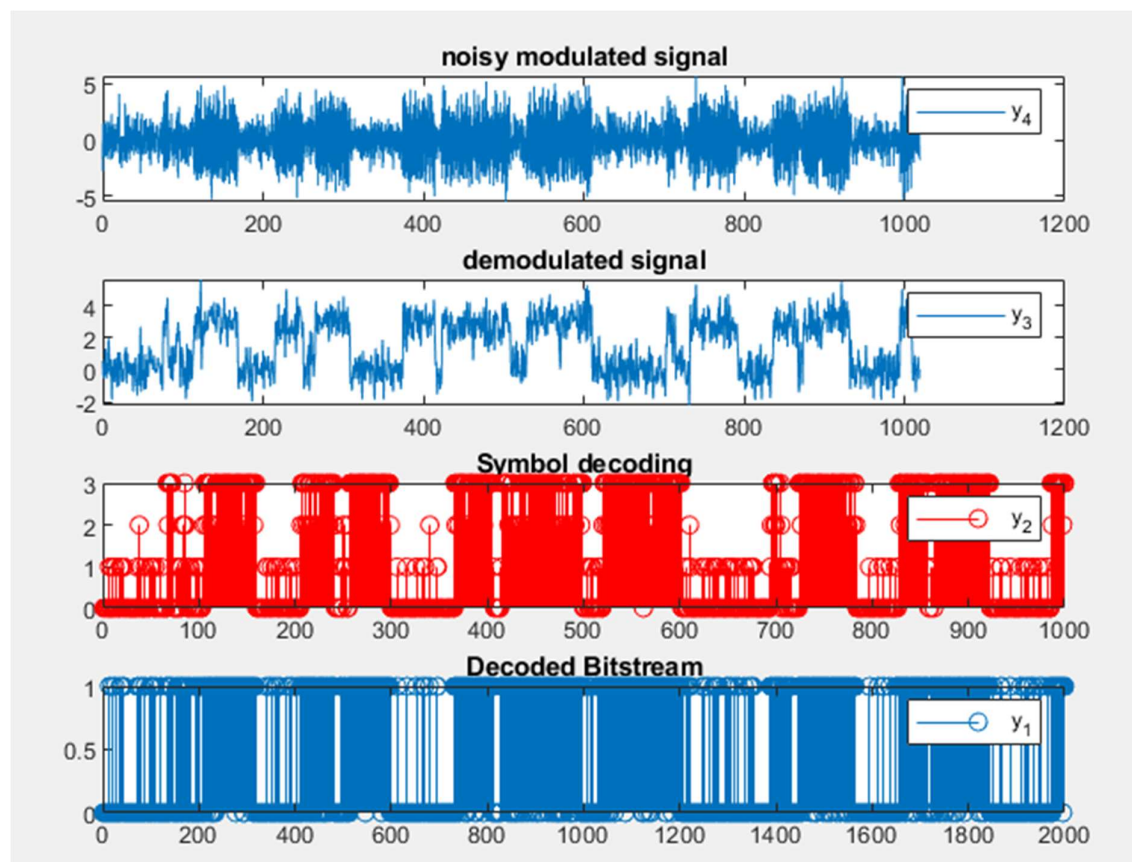 noisy modulated signal
5
0
-5
y4
0 200 400 600 800 1000 1200
demodulated signal
4
2
0
-2
y3
0 200 400 600 800 1000 1200
Symbol decoding
3
2
1
0
y2
0 100 200 300 400 500 600 700 800 900 1000
Decoded Bitstream
1
0.5
0
y1
0 200 400 600 800 1000 1200 1400 1600 1800 2000